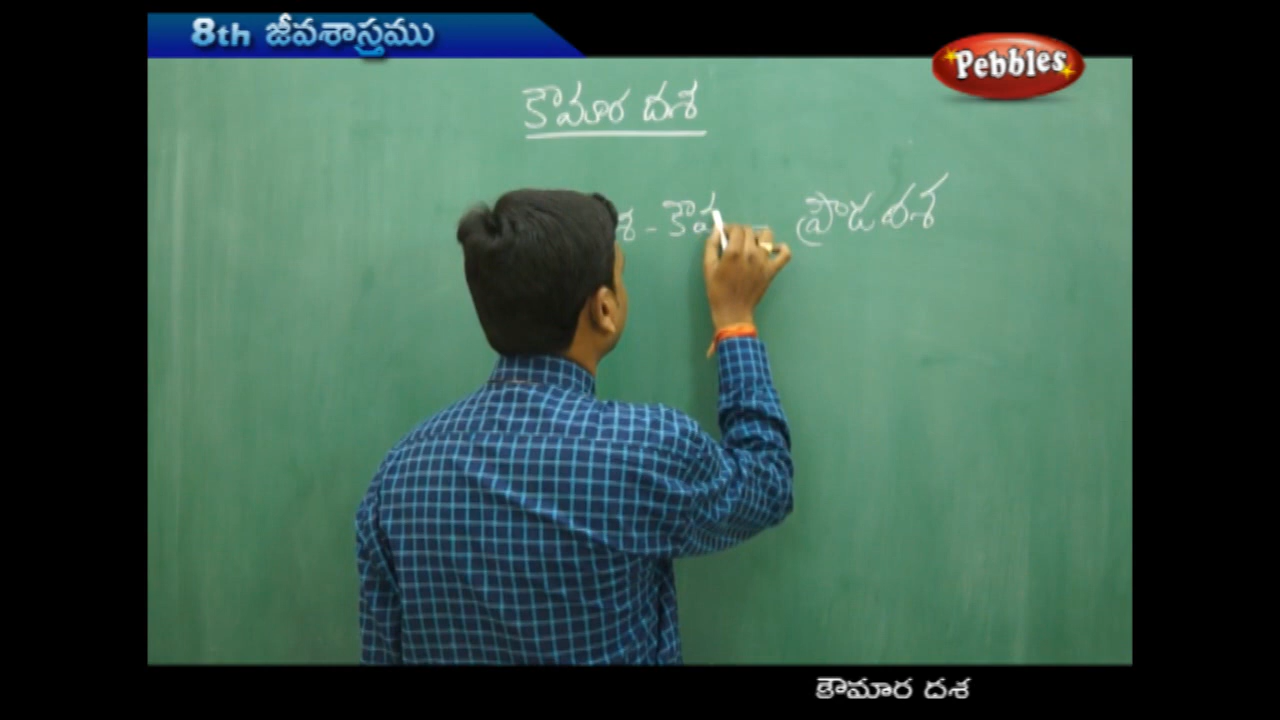 8th జీవశాస్త్రము
Pebbles
కౌమార దశ
శ - కౌమ - ప్రౌడ దశ
కౌమార దశ